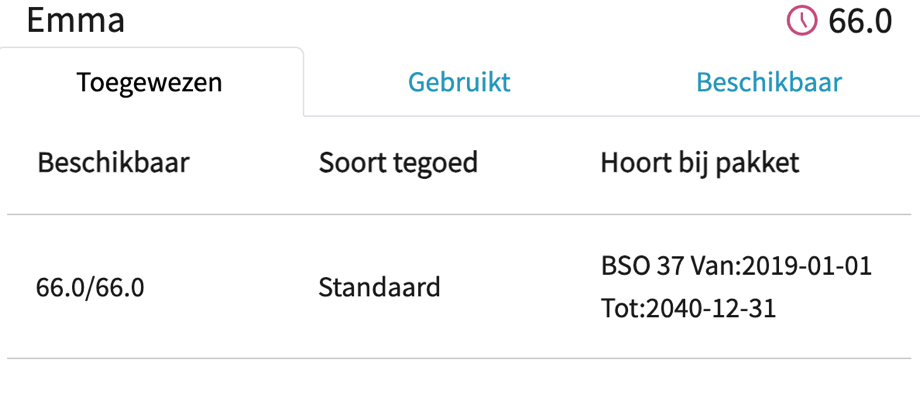 Emma 66.0
Toegewezen Gebruikt Beschikbaar
Beschikbaar Soort tegoed Hoort bij pakket
66.0/66.0 Standaard BSO 37 Van:2019-01-01
Tot:2040-12-31